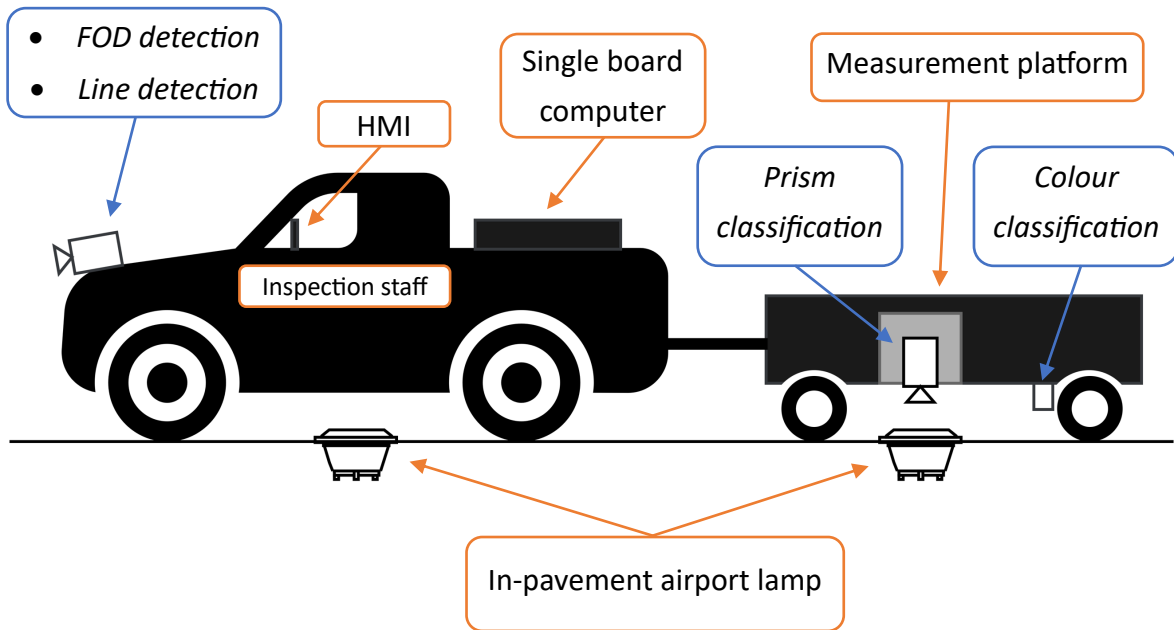 • FOD detection
• Line detection
HMI
Single board
computer
Measurement platform
Prism
classification
Colour
classification
Inspection staff
In-pavement airport lamp